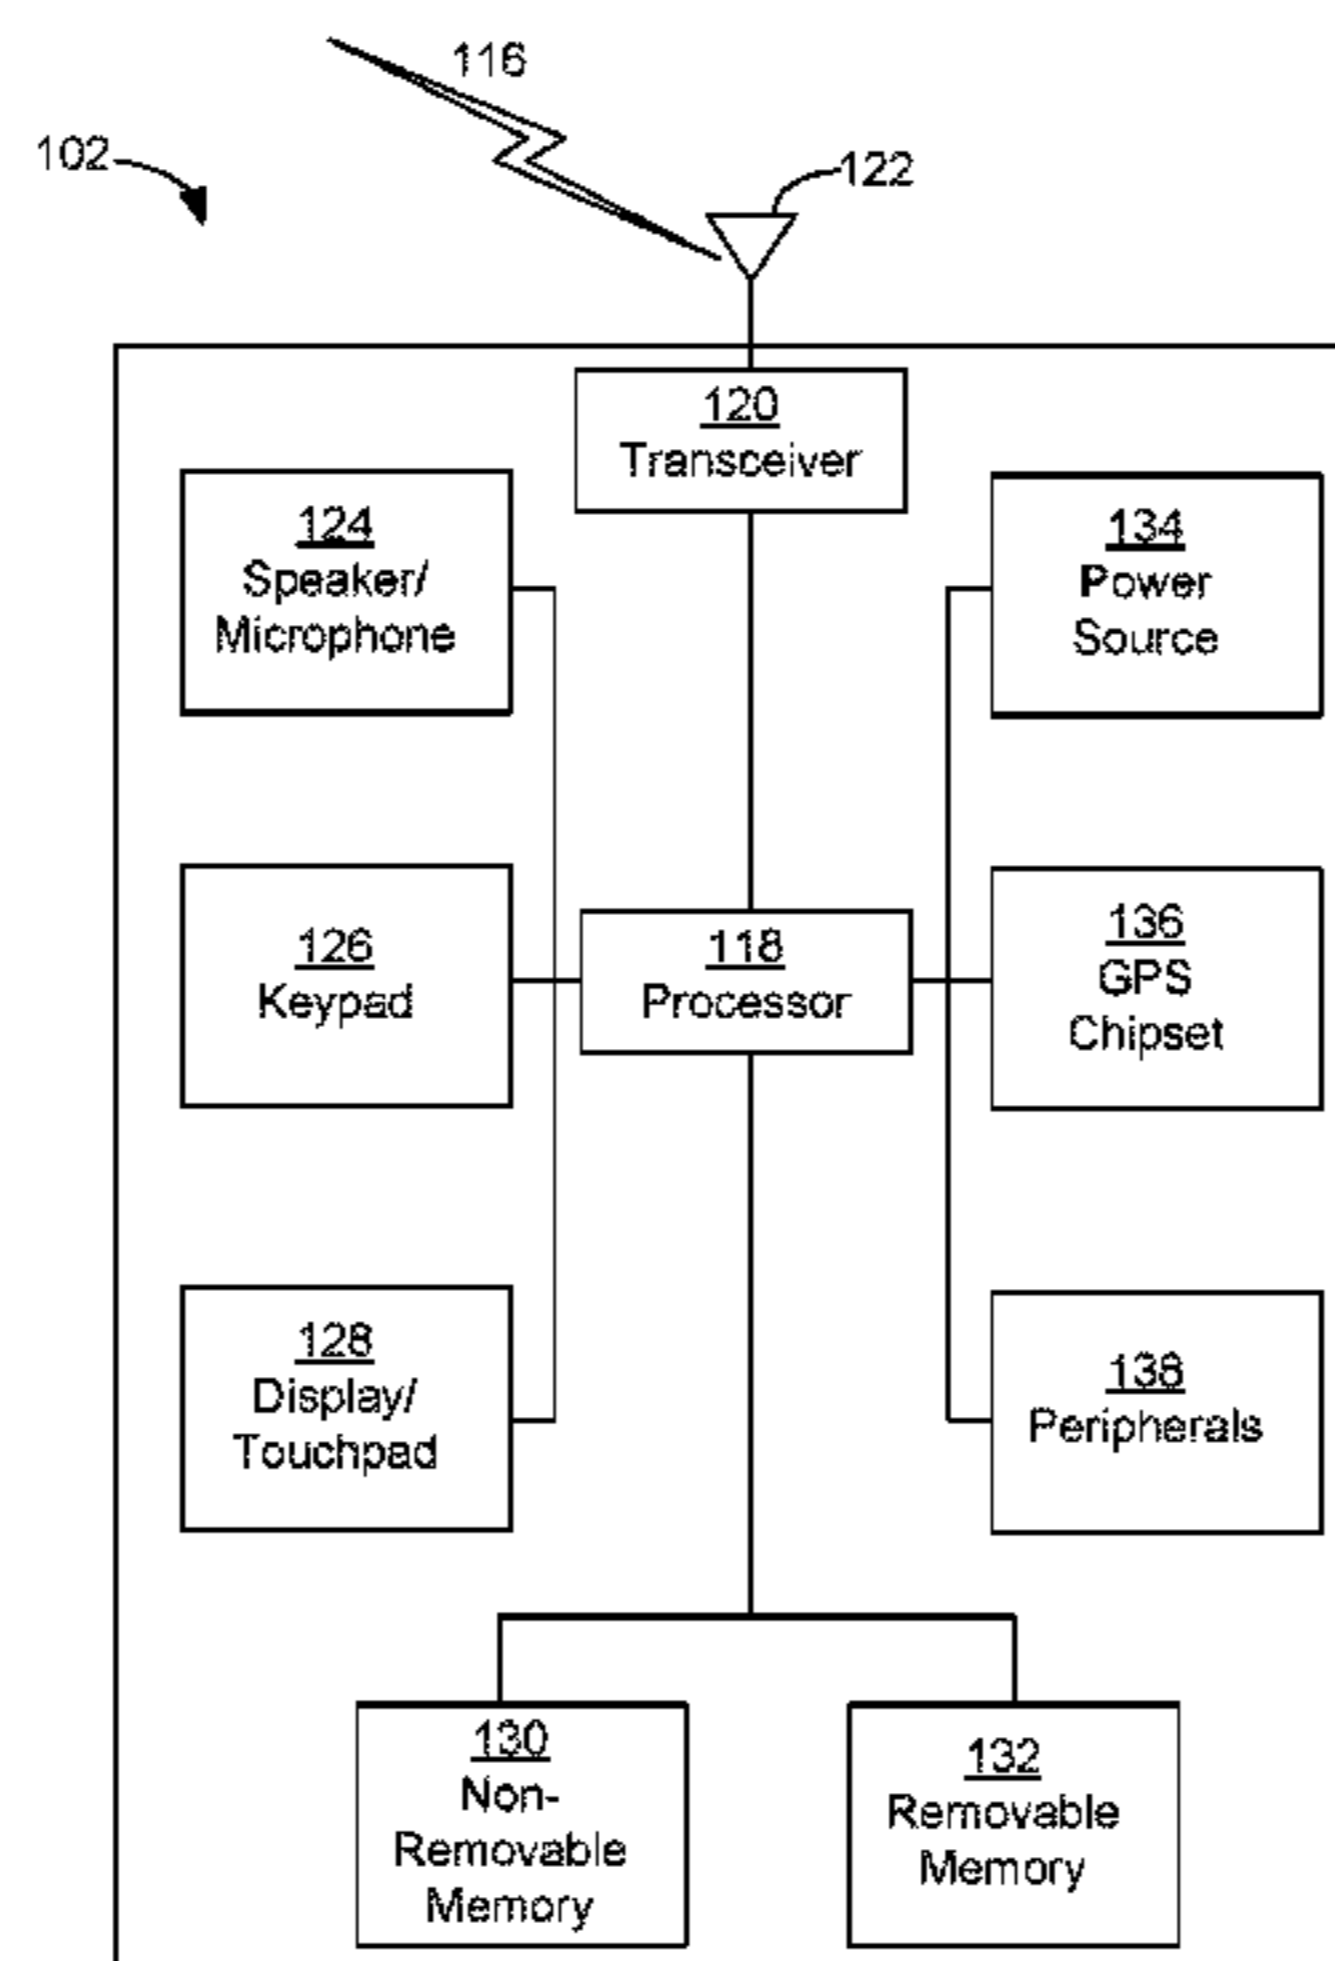 116
102
122
120
Transceiver
124
Speaker/
Microphone
134
Power
Source
126
Keypad
118
Processor
136
GPS
Chipset
128
Display/
Touchpad
138
Peripherals
130
Non-
Removable
Memory
132
Removable
Memory